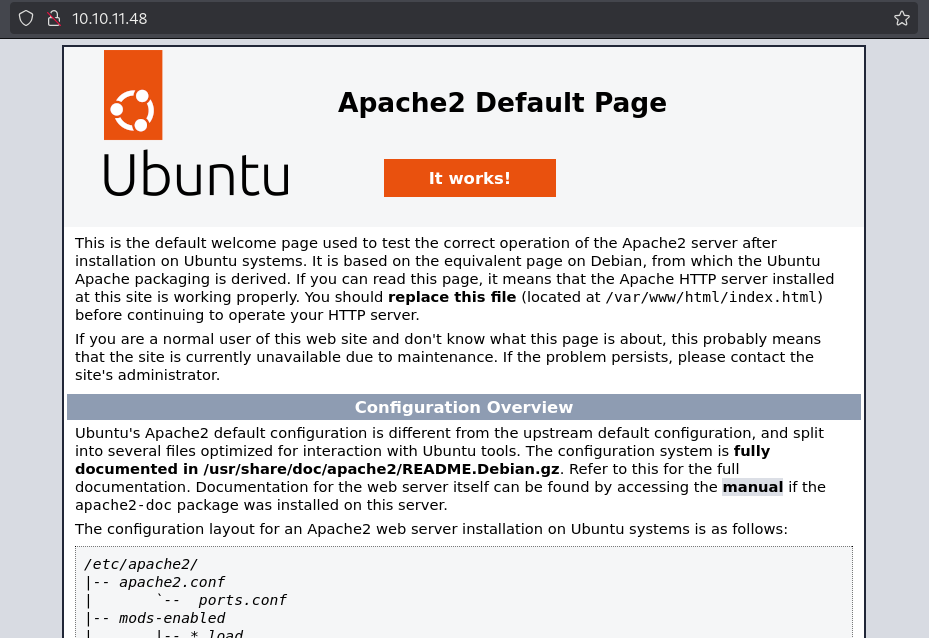 10.10.11.48
Apache2 Default Page
Ubuntu
It works!
This is the default welcome page used to test the correct operation of the Apache2 server after
installation on Ubuntu systems. It is based on the equivalent page on Debian, from which the Ubuntu
Apache packaging is derived. If you can read this page, it means that the Apache HTTP server installed
at this site is working properly. You should replace this file (located at /var/www/html/index.html)
before continuing to operate your HTTP server.
If you are a normal user of this web site and don't know what this page is about, this probably means
that the site is currently unavailable due to maintenance. If the problem persists, please contact the
site's administrator.
Configuration Overview
Ubuntu's Apache2 default configuration is different from the upstream default configuration, and split
into several files optimized for interaction with Ubuntu tools. The configuration system is fully
documented in /usr/share/doc/apache2/README.Debian.gz. Refer to this for the full
documentation. Documentation for the web server itself can be found by accessing the manual if the
apache2-doc package was installed on this server.
The configuration layout for an Apache2 web server installation on Ubuntu systems is as follows:
/etc/apache2/
|-- apache2.conf
|       `--  ports.conf
|-- mods-enabled
|       |-- *.load